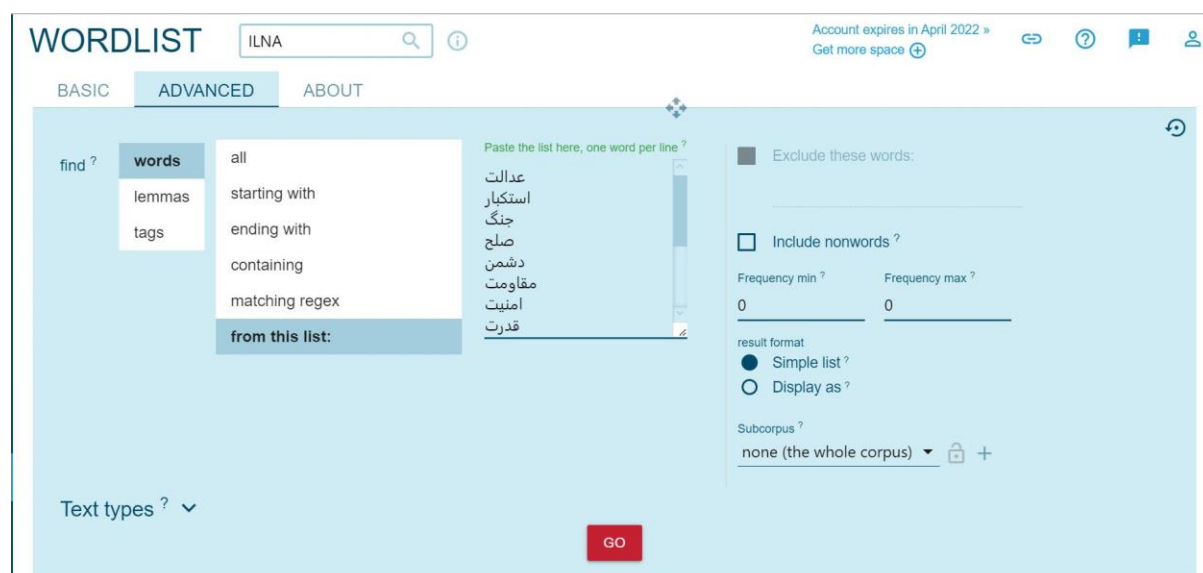 WORDLIST
ILNA
Account expires in April 2022 »
Get more space
BASIC
ADVANCED
ABOUT
find ?
words
lemmas
tags
all
starting with
ending with
containing
matching regex
from this list:
Paste the list here, one word per line ?
عدالت
استکبار
جنگ
صلح
دشمن
مقاومت
امنیت
قدرت
Exclude these words:
Include nonwords ?
Frequency min ?
Frequency max ?
0
0
result format
Simple list ?
Display as ?
Subcorpus ?
none (the whole corpus)
Text types ?
GO